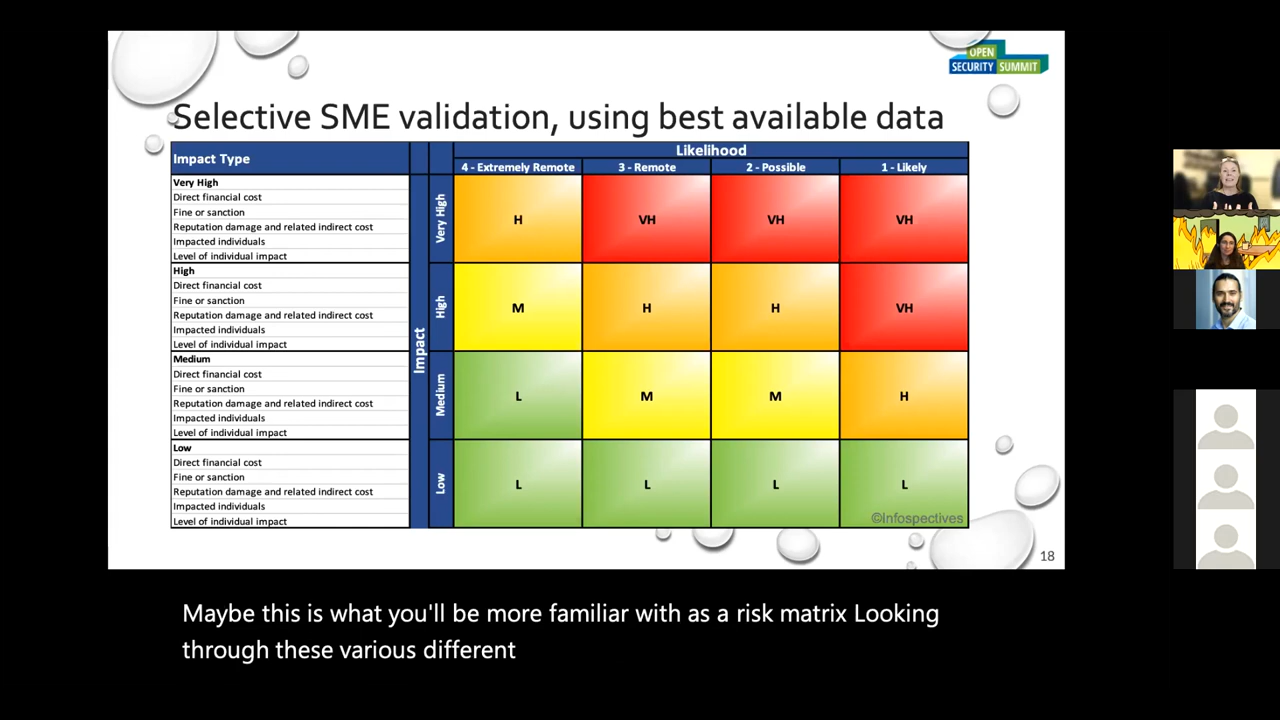 OPEN
SECURITY SUMMIT
Selective SME validation, using best available data
Impact Type
Likelihood
4 - Extremely Remote
3 - Remote
2 - Possible
1 - Likely
Very High
Direct financial cost
Fine or sanction
Reputation damage and related indirect cost
Impacted individuals
Level of individual impact
Very High
H
VH
VH
VH
High
Direct financial cost
Fine or sanction
Reputation damage and related indirect cost
Impacted individuals
Level of individual impact
Impact
High
M
H
H
VH
Medium
Direct financial cost
Fine or sanction
Reputation damage and related indirect cost
Impacted individuals
Level of individual impact
Medium
L
M
M
H
Low
Direct financial cost
Fine or sanction
Reputation damage and related indirect cost
Impacted individuals
Level of individual impact
Low
L
L
L
L
©Infospectives
18
Maybe this is what you'll be more familiar with as a risk matrix Looking
through these various different